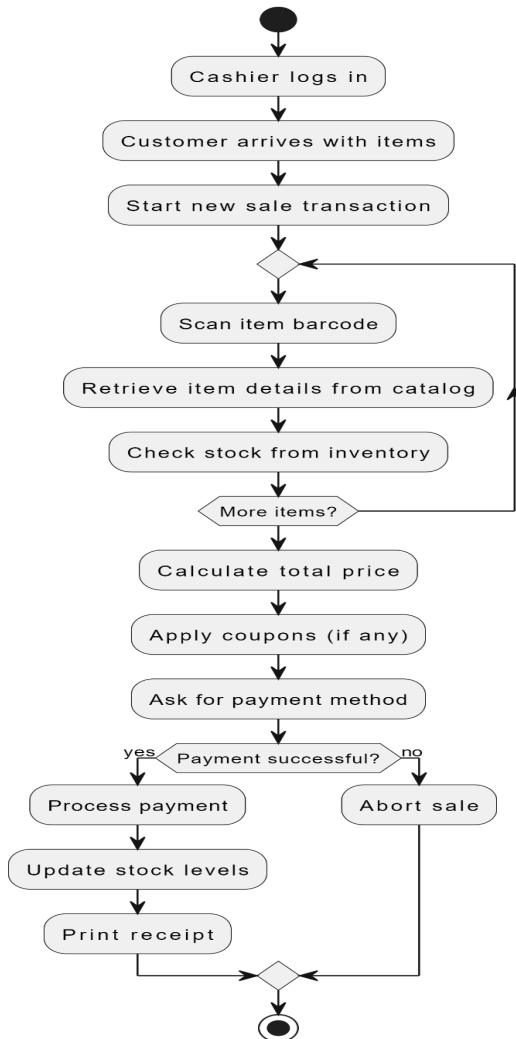 Cashier logs in
Customer arrives with items
Start new sale transaction
Scan item barcode
Retrieve item details from catalog
Check stock from inventory
More items?
Calculate total price
Apply coupons (if any)
Ask for payment method
yes
Payment successful?
no
Process payment
Abort sale
Update stock levels
Print receipt